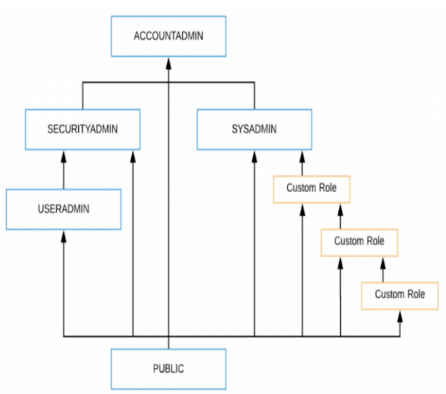 ACCOUNTADMIN
SECURITYADMIN
SYSADMIN
Custom Role
USERADMIN
Custom Role
Custom Role
PUBLIC